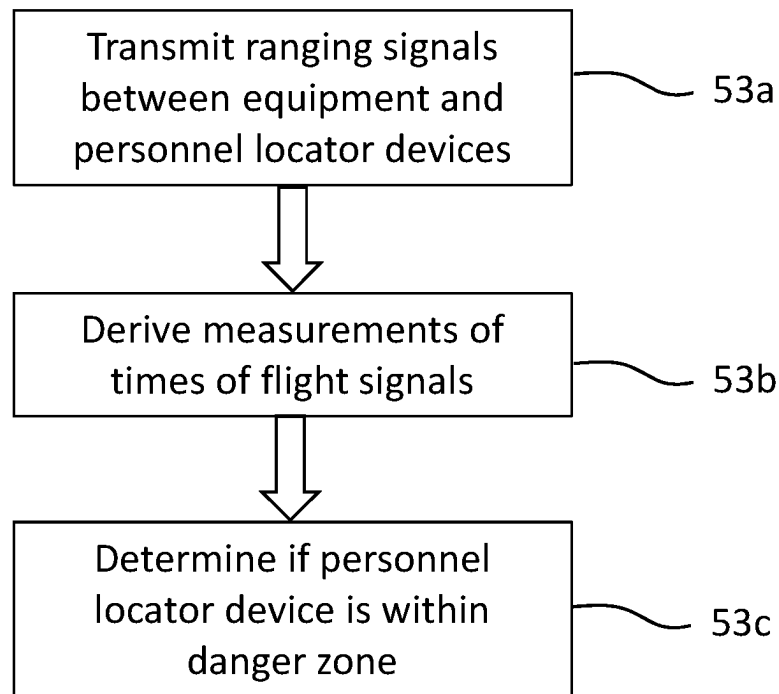 Transmit ranging signals
between equipment and
personnel locator devices
53a
Derive measurements of
times of flight signals
53b
Determine if personnel
locator device is within
danger zone
53c